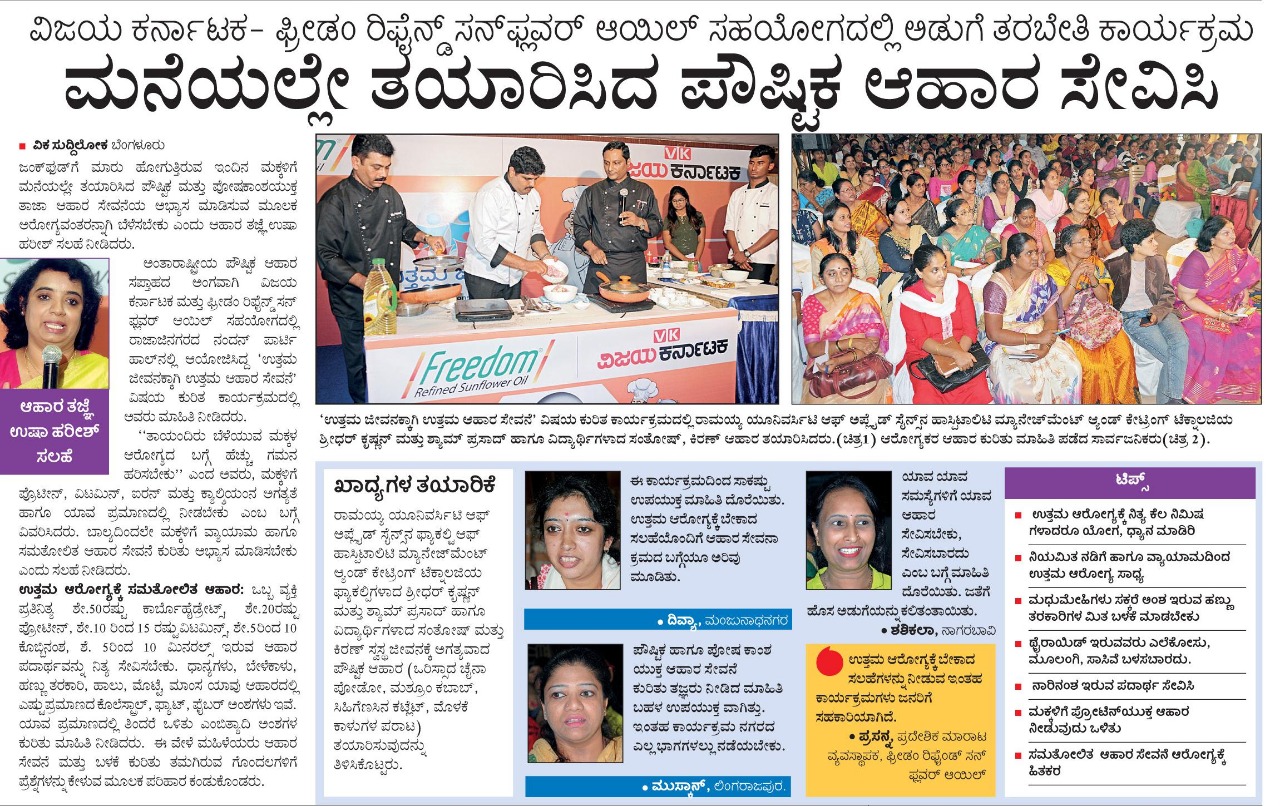 ವಿಜಯ ಕರ್ನಾಟಕ– ಫ್ರೀಡಂ ರಿಫೈನ್ಡ್ ಸನ್‌ಫ್ಲವರ್ ಆಯಿಲ್ ಸಹಯೋಗದಲ್ಲಿ ಅಡುಗೆ ತರಬೇತಿ ಕಾರ್ಯಕ್ರಮ
ಮನೆಯಲ್ಲೇ ತಯಾರಿಸಿದ ಪೌಷ್ಟಿಕ ಆಹಾರ ಸೇವಿಸಿ
■ ವಿಕ ಸುದ್ದಿಲೋಕ ಬೆಂಗಳೂರು
ಜಂಕ್‌ಫುಡ್‌ಗೆ ಮಾರು ಹೋಗುತ್ತಿರುವ ಇಂದಿನ ಮಕ್ಕಳಿಗೆ
ಮನೆಯಲ್ಲೇ ತಯಾರಿಸಿದ ಪೌಷ್ಟಿಕ ಮತ್ತು ಪೋಷಕಾಂಶಯುಕ್ತ
ತಾಜಾ ಆಹಾರ ಸೇವನೆಯ ಅಭ್ಯಾಸ ಮಾಡಿಸುವ ಮೂಲಕ
ಆರೋಗ್ಯವಂತರನ್ನಾಗಿ ಬೆಳೆಸಬೇಕು ಎಂದು ಆಹಾರ ತಜ್ಞೆ ಉಷಾ
ಹರೀಶ್ ಸಲಹೆ ನೀಡಿದರು.
ಅಂತಾರಾಷ್ಟ್ರೀಯ ಪೌಷ್ಟಿಕ ಆಹಾರ
ಸಪ್ತಾಹದ ಅಂಗವಾಗಿ ವಿಜಯ
ಕರ್ನಾಟಕ ಮತ್ತು ಫ್ರೀಡಂ ರಿಫೈನ್ಡ್ ಸನ್
ಫ್ಲವರ್ ಆಯಿಲ್ ಸಹಯೋಗದಲ್ಲಿ
ರಾಜಾಜಿನಗರದ ನಂದನ್ ಪಾರ್ಟಿ
ಹಾಲ್‌ನಲ್ಲಿ ಆಯೋಜಿಸಿದ್ದ 'ಉತ್ತಮ
ಜೀವನಕ್ಕಾಗಿ ಉತ್ತಮ ಆಹಾರ ಸೇವನೆ'
ವಿಷಯ ಕುರಿತ ಕಾರ್ಯಕ್ರಮದಲ್ಲಿ
ಅವರು ಮಾಹಿತಿ ನೀಡಿದರು.
''ತಾಯಂದಿರು ಬೆಳೆಯುವ ಮಕ್ಕಳ
ಆರೋಗ್ಯದ ಬಗ್ಗೆ ಹೆಚ್ಚು ಗಮನ
ಹರಿಸಬೇಕು'' ಎಂದ ಅವರು, ಮಕ್ಕಳಿಗೆ
ಪ್ರೊಟೀನ್, ವಿಟಮಿನ್, ಐರನ್ ಮತ್ತು ಕ್ಯಾಲ್ಶಿಯಂನ ಅಗತ್ಯತೆ
ಹಾಗೂ ಯಾವ ಪ್ರಮಾಣದಲ್ಲಿ ನೀಡಬೇಕು ಎಂಬ ಬಗ್ಗೆ
ವಿವರಿಸಿದರು. ಬಾಲ್ಯದಿಂದಲೇ ಮಕ್ಕಳಿಗೆ ವ್ಯಾಯಾಮ ಹಾಗೂ
ಸಮತೋಲಿತ ಆಹಾರ ಸೇವನೆ ಕುರಿತು ಅಭ್ಯಾಸ ಮಾಡಿಸಬೇಕು
ಎಂದು ಸಲಹೆ ನೀಡಿದರು.
ಉತ್ತಮ ಆರೋಗ್ಯಕ್ಕೆ ಸಮತೋಲಿತ ಆಹಾರ: ಒಬ್ಬ ವ್ಯಕ್ತಿ
ಪ್ರತಿನಿತ್ಯ ಶೇ.50ರಷ್ಟು ಕಾರ್ಬೋಹೈಡ್ರೇಟ್ಸ್, ಶೇ.20ರಷ್ಟು
ಪ್ರೋಟೀನ್, ಶೇ.10 ರಿಂದ 15 ರಷ್ಟು ವಿಟಮಿನ್ಸ್, ಶೇ.5ರಿಂದ 10
ಕೊಬ್ಬಿನಂಶ, ಶೆ. 5ರಿಂದ 10 ಮಿನರಲ್ಸ್ ಇರುವ ಆಹಾರ
ಪದಾರ್ಥವನ್ನು ನಿತ್ಯ ಸೇವಿಸಬೇಕು. ಧಾನ್ಯಗಳು, ಬೇಳೆಕಾಳು,
ಹಣ್ಣು ತರಕಾರಿ, ಹಾಲು, ಮೊಟ್ಟೆ, ಮಾಂಸ ಯಾವು ಆಹಾರದಲ್ಲಿ
ಎಷ್ಟು ಪ್ರಮಾಣದ ಕೊಲೆಸ್ಟ್ರಾಲ್, ಫ್ಯಾಟ್, ಫೈಬರ್ ಅಂಶಗಳು ಇವೆ.
ಯಾವ ಪ್ರಮಾಣದಲ್ಲಿ ತಿಂದರೆ ಒಳಿತು ಎಂಬಿತ್ಯಾದಿ ಅಂಶಗಳ
ಕುರಿತು ಮಾಹಿತಿ ನೀಡಿದರು. ಈ ವೇಳೆ ಮಹಿಳೆಯರು ಆಹಾರ
ಸೇವನೆ ಮತ್ತು ಬಳಕೆ ಕುರಿತು ತಮಗಿರುವ ಗೊಂದಲಗಳಿಗೆ
ಪ್ರಶ್ನೆಗಳನ್ನು ಕೇಳುವ ಮೂಲಕ ಪರಿಹಾರ ಕಂಡುಕೊಂಡರು.
ಆಹಾರ ತಜ್ಞೆ
ಉಷಾ ಹರೀಶ್
ಸಲಹೆ
VK
ವಿಜಯ ಕರ್ನಾಟಕ
Freedom
Refined Sunflower Oil
VK
ವಿಜಯ ಕರ್ನಾಟಕ
'ಉತ್ತಮ ಜೀವನಕ್ಕಾಗಿ ಉತ್ತಮ ಆಹಾರ ಸೇವನೆ' ವಿಷಯ ಕುರಿತ ಕಾರ್ಯಕ್ರಮದಲ್ಲಿ ರಾಮಯ್ಯ ಯೂನಿವರ್ಸಿಟಿ ಆಫ್ ಅಪ್ಲೈಡ್ ಸೈನ್ಸ್‌ನ ಹಾಸ್ಪಿಟಾಲಿಟಿ ಮ್ಯಾನೇಜ್‌ಮೆಂಟ್ ಆ್ಯಂಡ್ ಕೇಟ್ರಿಂಗ್ ಟೆಕ್ನಾಲಜಿಯ
ಶ್ರೀಧರ್ ಕೃಷ್ಣನ್ ಮತ್ತು ಶ್ಯಾಮ್ ಪ್ರಸಾದ್ ಹಾಗೂ ವಿದ್ಯಾರ್ಥಿಗಳಾದ ಸಂತೋಷ್, ಕಿರಣ್ ಆಹಾರ ತಯಾರಿಸಿದರು.(ಚಿತ್ರ1) ಆರೋಗ್ಯಕರ ಆಹಾರ ಕುರಿತು ಮಾಹಿತಿ ಪಡೆದ ಸಾರ್ವಜನಿಕರು(ಚಿತ್ರ 2).
ಖಾದ್ಯಗಳ ತಯಾರಿಕೆ
ರಾಮಯ್ಯ ಯೂನಿವರ್ಸಿಟಿ ಆಫ್
ಅಪ್ಲೈಡ್ ಸೈನ್ಸ್‌ನ ಫ್ಯಾಕಲ್ಟಿ ಆಫ್
ಹಾಸ್ಪಿಟಾಲಿಟಿ ಮ್ಯಾನೇಜ್‌ಮೆಂಟ್
ಆ್ಯಂಡ್ ಕೇಟ್ರಿಂಗ್ ಟೆಕ್ನಾಲಜಿಯ
ಫ್ಯಾಕಲ್ಟಿಗಳಾದ ಶ್ರೀಧರ್ ಕೃಷ್ಣನ್
ಮತ್ತು ಶ್ಯಾಮ್ ಪ್ರಸಾದ್ ಹಾಗೂ
ವಿದ್ಯಾರ್ಥಿಗಳಾದ ಸಂತೋಷ್ ಮತ್ತು
ಕಿರಣ್ ಸ್ವಸ್ಥ ಜೀವನಕ್ಕೆ ಅಗತ್ಯವಾದ
ಪೌಷ್ಟಿಕ ಆಹಾರ (ಒರಿಸ್ಸಾದ ಚೈನಾ
ಪೋಡೋ, ಮಶ್ರೂಂ ಕಬಾಬ್,
ಸಿಹಿಗೆಣಸಿನ ಕಟ್ಲೆಟ್, ಮೊಳಕೆ
ಕಾಳುಗಳ ಪರಾಟ)
ತಯಾರಿಸುವುದನ್ನು
ತಿಳಿಸಿಕೊಟ್ಟರು.
ಈ ಕಾರ್ಯಕ್ರಮದಿಂದ ಸಾಕಷ್ಟು
ಉಪಯುಕ್ತ ಮಾಹಿತಿ ದೊರೆಯಿತು.
ಉತ್ತಮ ಆರೋಗ್ಯಕ್ಕೆ ಬೇಕಾದ
ಸಲಹೆಯೊಂದಿಗೆ ಆಹಾರ ಸೇವನಾ
ಕ್ರಮದ ಬಗ್ಗೆಯೂ ಅರಿವು
ಮೂಡಿತು.
● ದಿವ್ಯಾ, ಮಂಜುನಾಧನಗರ
ಪೌಷ್ಟಿಕ ಹಾಗೂ ಪೋಷ ಕಾಂಶ
ಯುಕ್ತ ಆಹಾರ ಸೇವನೆ
ಕುರಿತು ತಜ್ಞರು ನೀಡಿದ ಮಾಹಿತಿ
ಬಹಳ ಉಪಯುಕ್ತ ವಾಗಿತ್ತು.
ಇಂತಹ ಕಾರ್ಯಕ್ರಮ ನಗರದ
ಎಲ್ಲ ಭಾಗಗಳಲ್ಲು ನಡೆಯಬೇಕು.
● ಮುಸ್ಕಾನ್, ಲಿಂಗರಾಜಪುರ.
ಯಾವ ಯಾವ
ಸಮಸ್ಯೆಗಳಿಗೆ ಯಾವ
ಆಹಾರ
ಸೇವಿಸಬೇಕು,
ಸೇವಿಸಬಾರದು
ಎಂಬ ಬಗ್ಗೆ ಮಾಹಿತಿ
ದೊರೆಯಿತು. ಜತೆಗೆ
ಹೊಸ ಅಡುಗೆಯನ್ನು ಕಲಿತಂತಾಯಿತು.
● ಶಶಿಕಲಾ, ನಾಗರಬಾವಿ
ಉತ್ತಮ ಆರೋಗ್ಯಕ್ಕೆ ಬೇಕಾದ
ಸಲಹೆಗಳನ್ನು ನೀಡುವ ಇಂತಹ
ಕಾರ್ಯಕ್ರಮಗಳು ಜನರಿಗೆ
ಸಹಕಾರಿಯಾಗಿದೆ.
● ಪ್ರಸನ್ನ, ಪ್ರದೇಶಿಕ ಮಾರಾಟ
ವ್ಯವಸ್ಥಾಪಕ, ಫ್ರೀಡಂ ರಿಫೈಂಡ್ ಸನ್
ಫ್ಲವರ್ ಆಯಿಲ್
ಟಿಪ್ಸ್
■ ಉತ್ತಮ ಆರೋಗ್ಯಕ್ಕೆ ನಿತ್ಯ ಕೆಲ ನಿಮಿಷ
ಗಳಾದರೂ ಯೋಗ, ಧ್ಯಾನ ಮಾಡಿರಿ
■ ನಿಯಮಿತ ನಡಿಗೆ ಹಾಗೂ ವ್ಯಾಯಾಮದಿಂದ
ಉತ್ತಮ ಆರೋಗ್ಯ ಸಾಧ್ಯ
■ ಮಧುಮೇಹಿಗಳು ಸಕ್ಕರೆ ಅಂಶ ಇರುವ ಹಣ್ಣು
ತರಕಾರಿಗಳ ಮಿತ ಬಳಕೆ ಮಾಡಬೇಕು
■ ಥೈರಾಯಿಡ್ ಇರುವವರು ಎಲೆಕೋಸು,
ಮೂಲಂಗಿ, ಸಾಸಿವೆ ಬಳಸಬಾರದು.
■ ನಾರಿನಂಶ ಇರುವ ಪದಾರ್ಥ ಸೇವಿಸಿ
■ ಮಕ್ಕಳಿಗೆ ಪ್ರೋಟಿನ್‌ಯುಕ್ತ ಆಹಾರ
ನೀಡುವುದು ಒಳಿತು
■ ಸಮತೋಲಿತ ಆಹಾರ ಸೇವನೆ ಆರೋಗ್ಯಕ್ಕೆ
ಹಿತಕರ